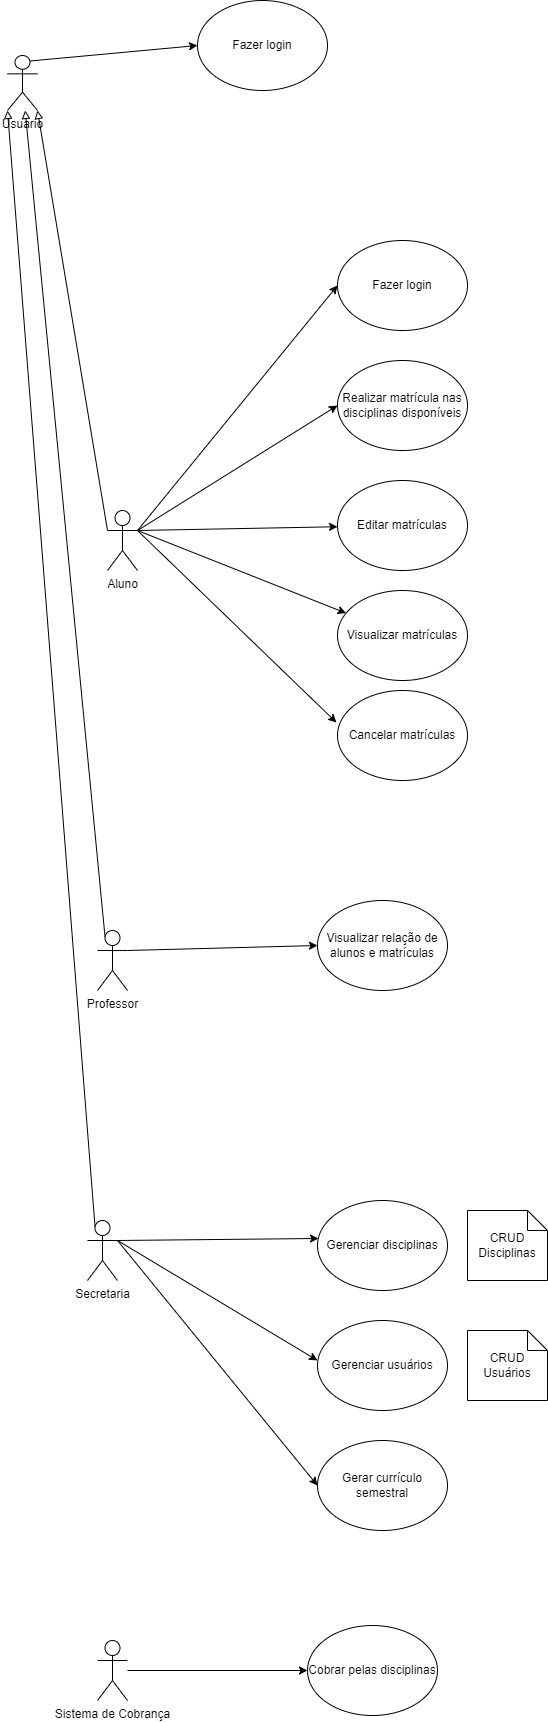 Fazer login
Usuário
Fazer login
Realizar matrícula nas
disciplinas disponíveis
Editar matrículas
Aluno
Visualizar matrículas
Cancelar matrículas
Visualizar relação de
alunos e matrículas
Professor
Gerenciar disciplinas
CRUD
Disciplinas
Secretaria
Gerenciar usuários
CRUD
Usuários
Gerar currículo
semestral
Cobrar pelas disciplinas
Sistema de Cobrança